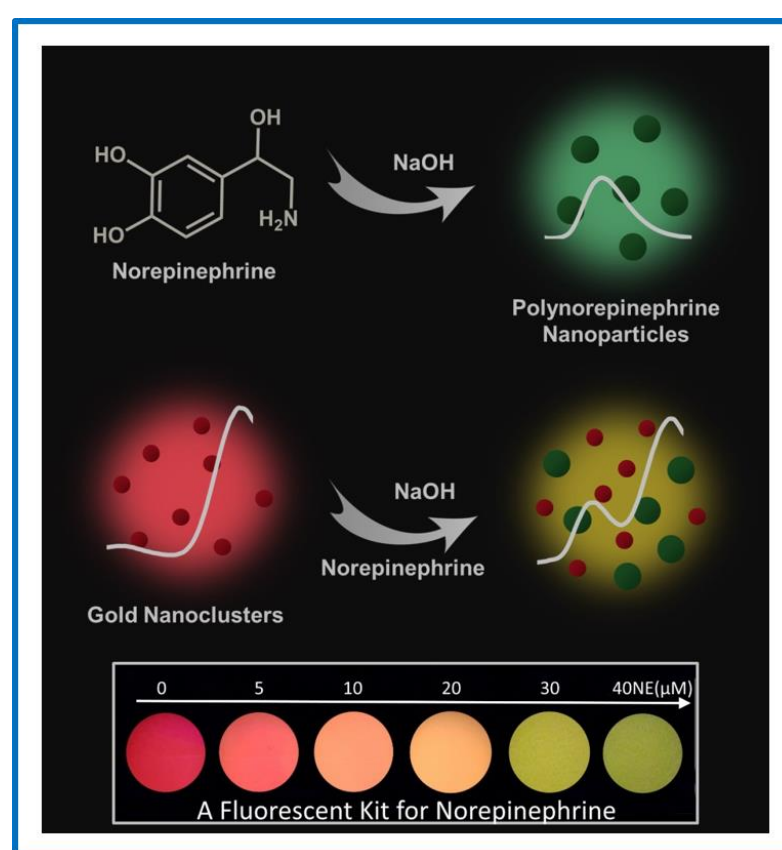 OH
HO
HO
H₂N
NaOH
Norepinephrine
Polynorepinephrine
Nanoparticles
NaOH
Norepinephrine
Gold Nanoclusters
0 5 10 20 30 40NE(μM)
A Fluorescent Kit for Norepinephrine